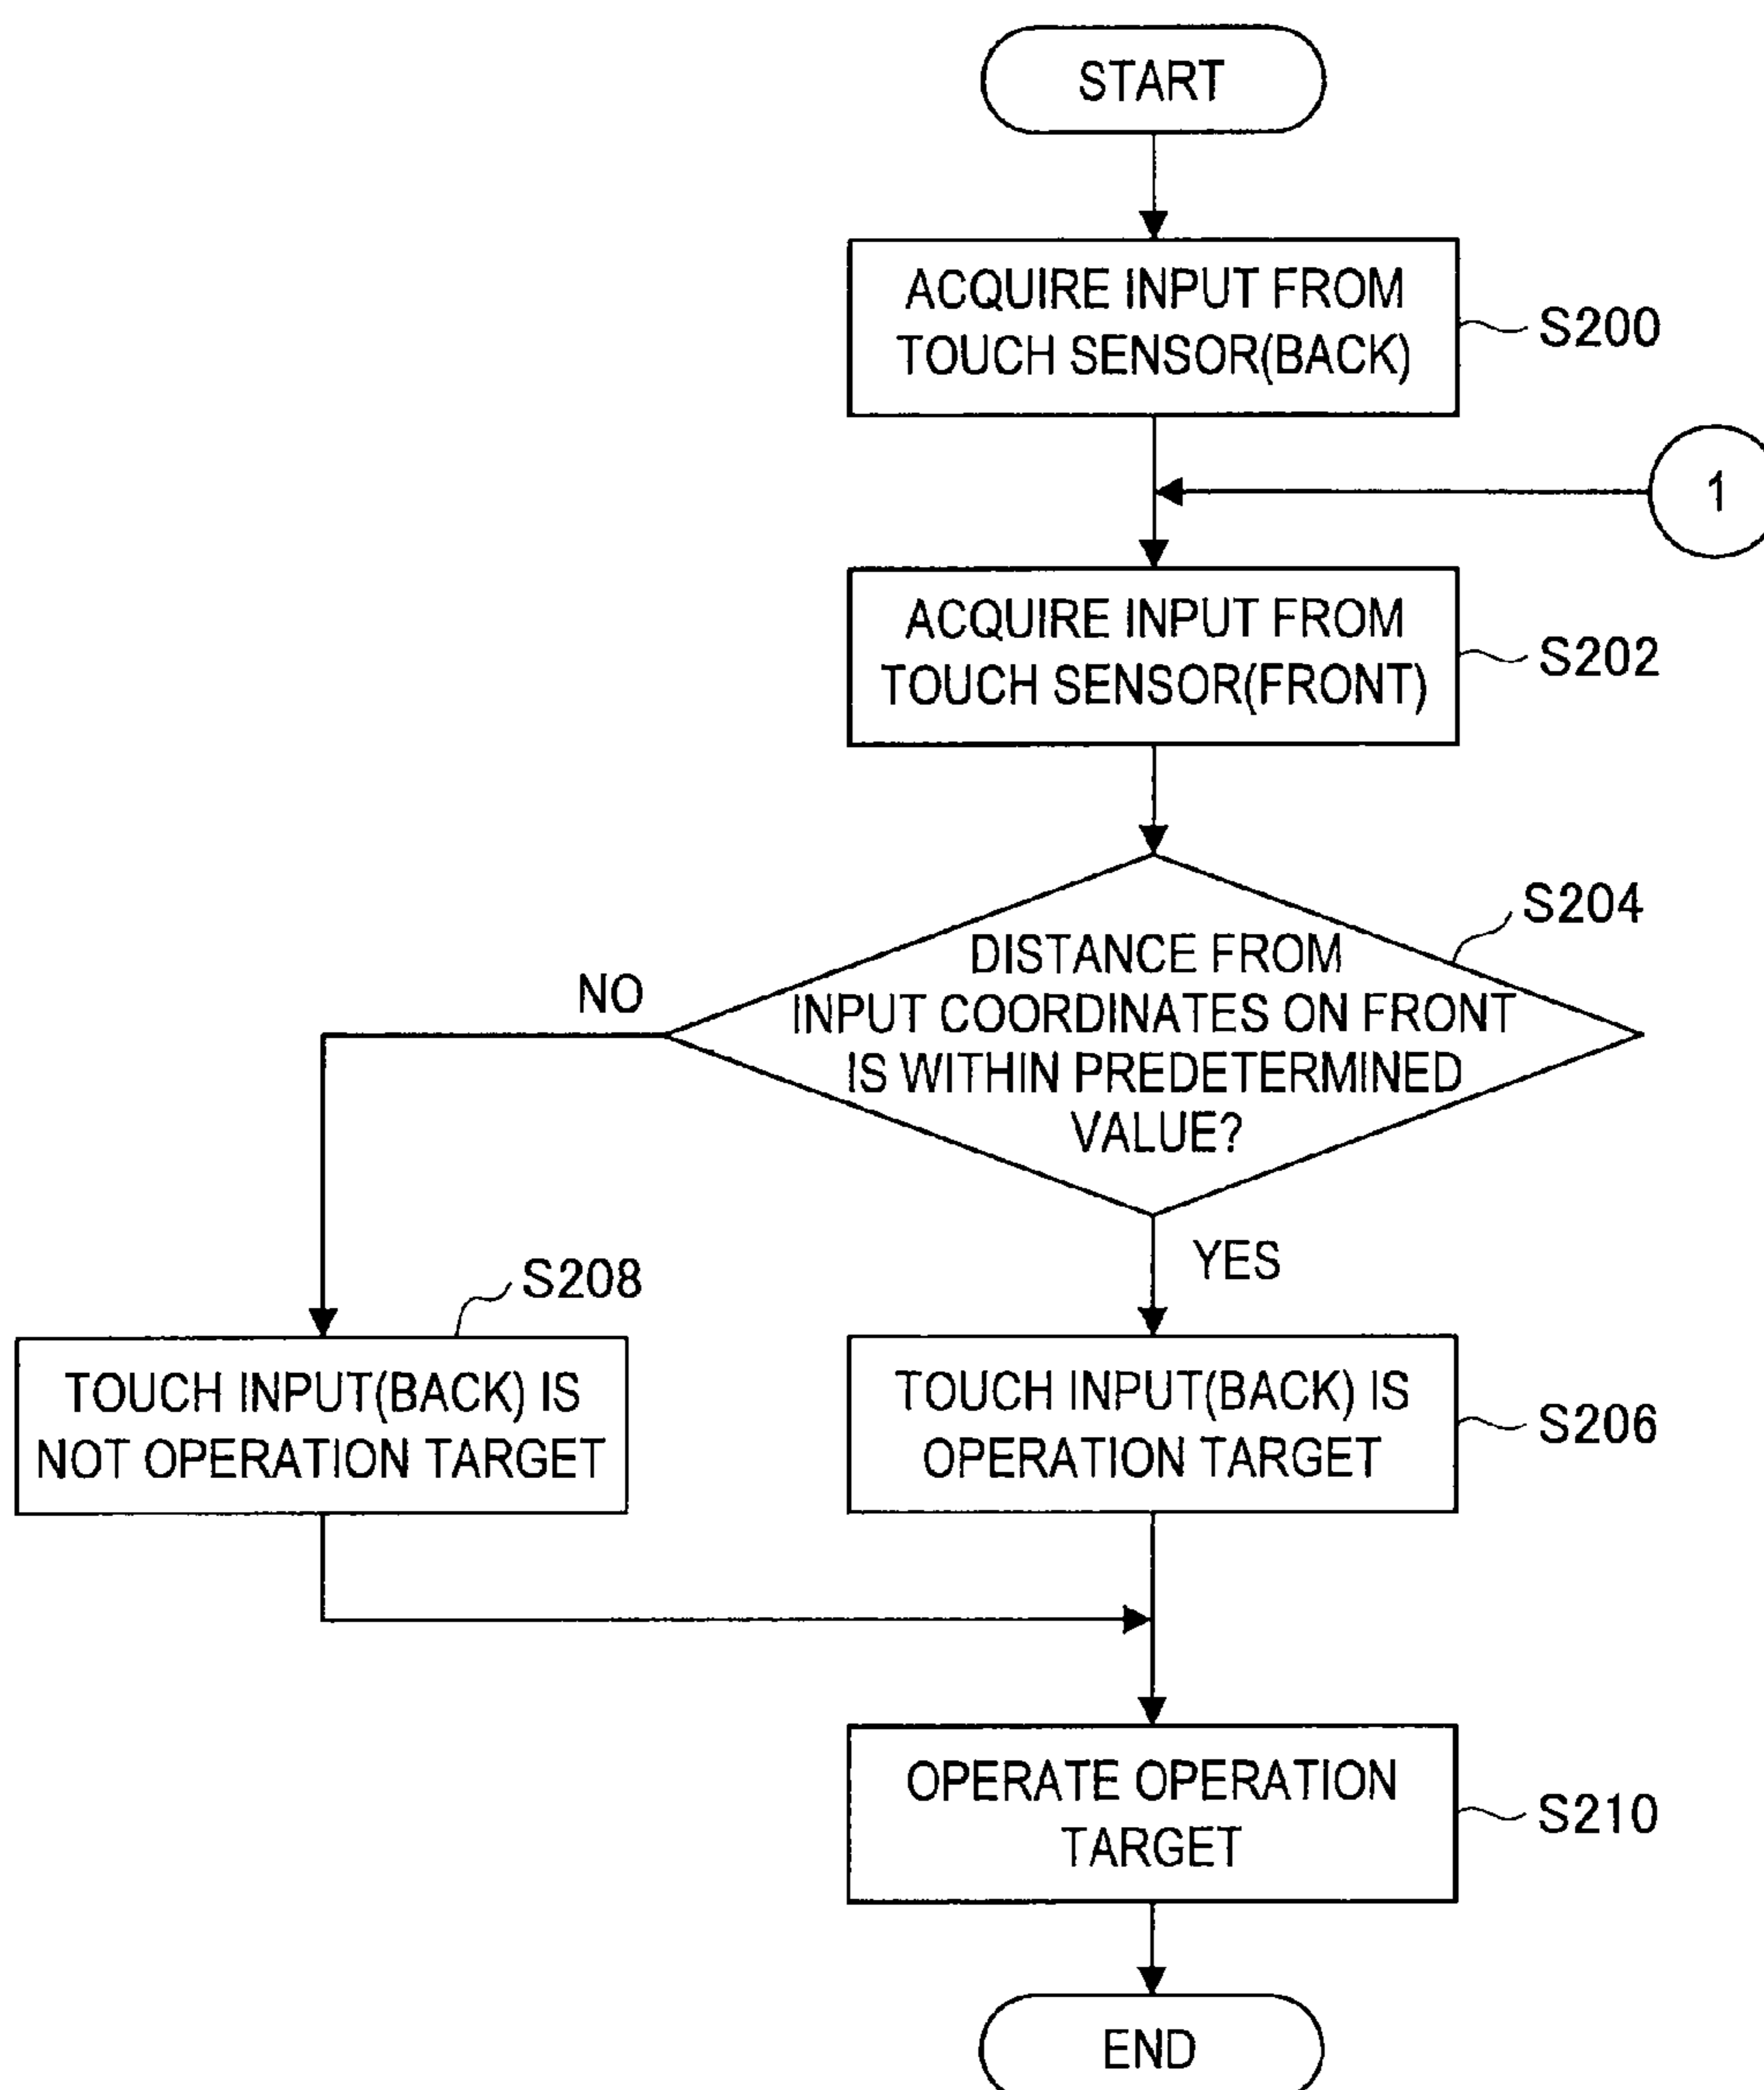 START
ACQUIRE INPUT FROM
TOUCH SENSOR(BACK)
S200
1
ACQUIRE INPUT FROM
TOUCH SENSOR(FRONT)
S202
S204
DISTANCE FROM
INPUT COORDINATES ON FRONT
IS WITHIN PREDETERMINED
VALUE?
NO
YES
S208
TOUCH INPUT(BACK) IS
NOT OPERATION TARGET
TOUCH INPUT(BACK) IS
OPERATION TARGET
S206
OPERATE OPERATION
TARGET
S210
END